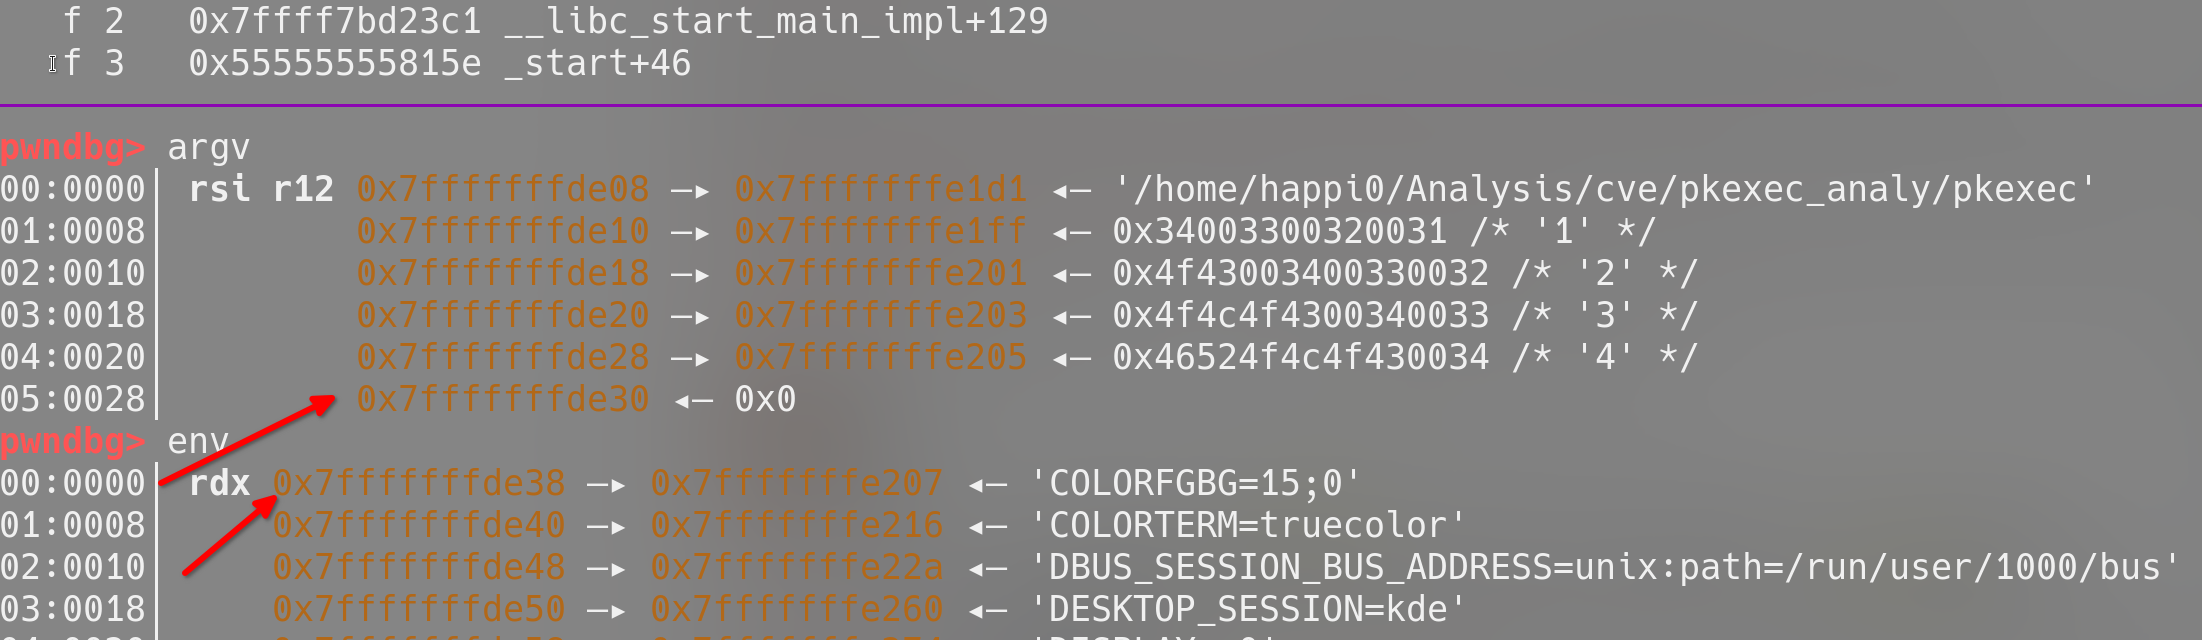 f 2 0x7ffff7bd23c1 __libc_start_main_impl+129
f 3 0x55555555815e _start+46
pwndbg> argv
00:0000│ rsi r12 0x7fffffffde08 —▸ 0x7fffffffe1d1 ◂— '/home/happi0/Analysis/cve/pkexec_analy/pkexec'
01:0008│ 0x7fffffffde10 —▸ 0x7fffffffe1ff ◂— 0x34003300320031 /* '1' */
02:0010│ 0x7fffffffde18 —▸ 0x7fffffffe201 ◂— 0x4f43003400330032 /* '2' */
03:0018│ 0x7fffffffde20 —▸ 0x7fffffffe203 ◂— 0x4f4c4f4300340033 /* '3' */
04:0020│ 0x7fffffffde28 —▸ 0x7fffffffe205 ◂— 0x46524f4c4f430034 /* '4' */
05:0028│ 0x7fffffffde30 ◂— 0x0
pwndbg> env
00:0000│ rdx 0x7fffffffde38 —▸ 0x7fffffffe207 ◂— 'COLORFGBG=15;0'
01:0008│ 0x7fffffffde40 —▸ 0x7fffffffe216 ◂— 'COLORTERM=truecolor'
02:0010│ 0x7fffffffde48 —▸ 0x7fffffffe22a ◂— 'DBUS_SESSION_BUS_ADDRESS=unix:path=/run/user/1000/bus'
03:0018│ 0x7fffffffde50 —▸ 0x7fffffffe260 ◂— 'DESKTOP_SESSION=kde'